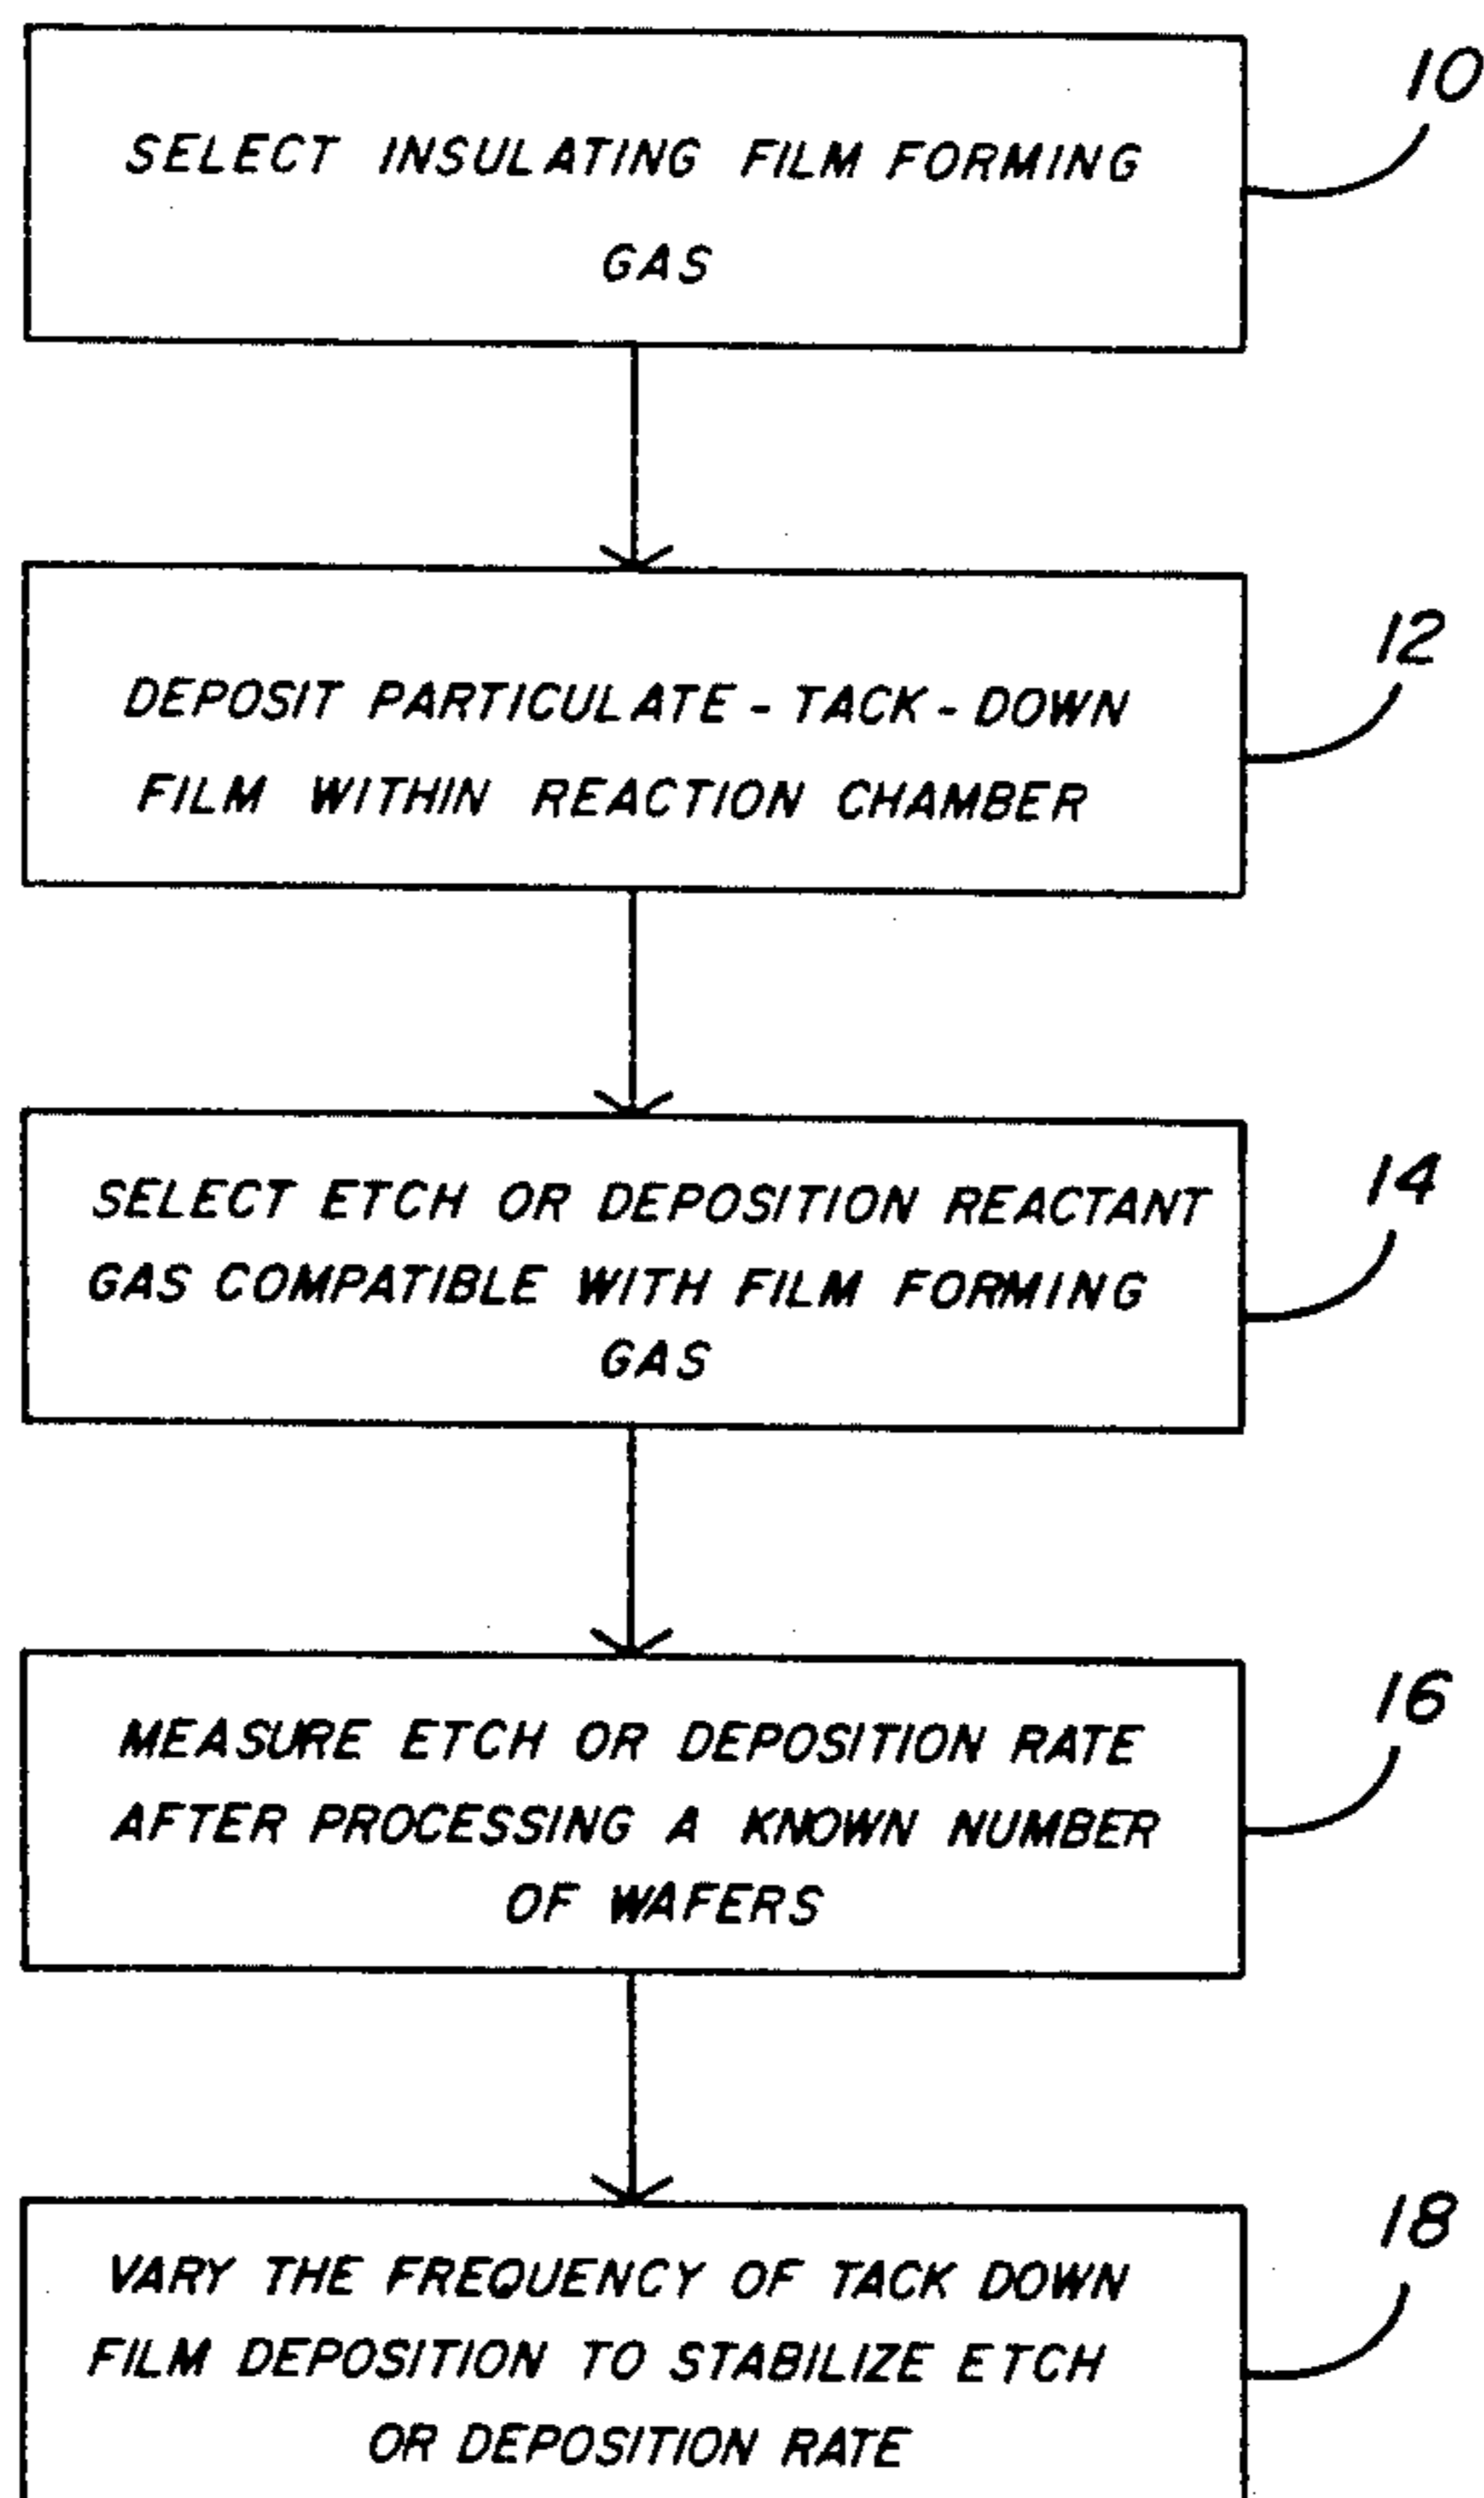 SELECT INSULATING FILM FORMING
GAS
10
DEPOSIT PARTICULATE - TACK - DOWN
FILM WITHIN REACTION CHAMBER
12
SELECT ETCH OR DEPOSITION REACTANT
GAS COMPATIBLE WITH FILM FORMING
GAS
14
MEASURE ETCH OR DEPOSITION RATE
AFTER PROCESSING A KNOWN NUMBER
OF WAFERS
16
VARY THE FREQUENCY OF TACK DOWN
FILM DEPOSITION TO STABILIZE ETCH
OR DEPOSITION RATE
18